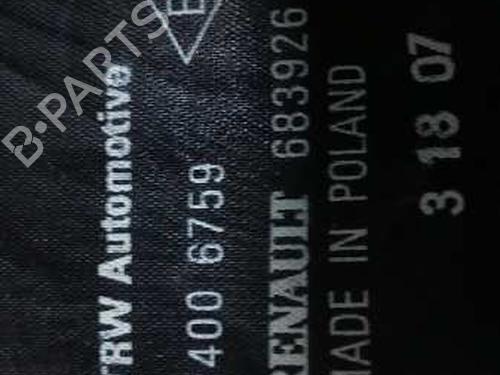 TRW Automotive
400 6759
RENAULT 683926
MADE IN POLAND
3 18 07
B-PARTS